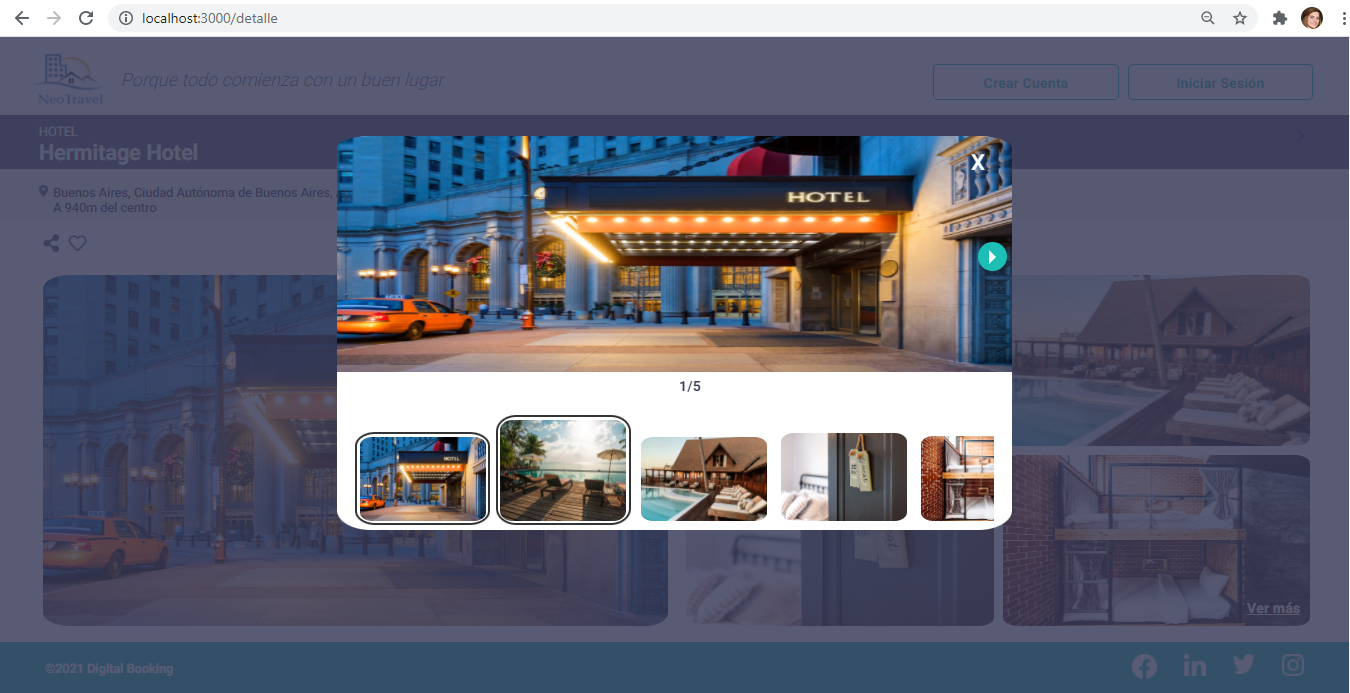 localhost:3000/detalle
NeoTravel
Porque todo comienza con un buen lugar
Crear Cuenta
Iniciar Sesión
HOTEL
Hermitage Hotel
Buenos Aires, Ciudad Autónoma de Buenos Aires,
A 940m del centro
X
HOTEL
1/5
HOTEL
Ver más
©2021 Digital Booking